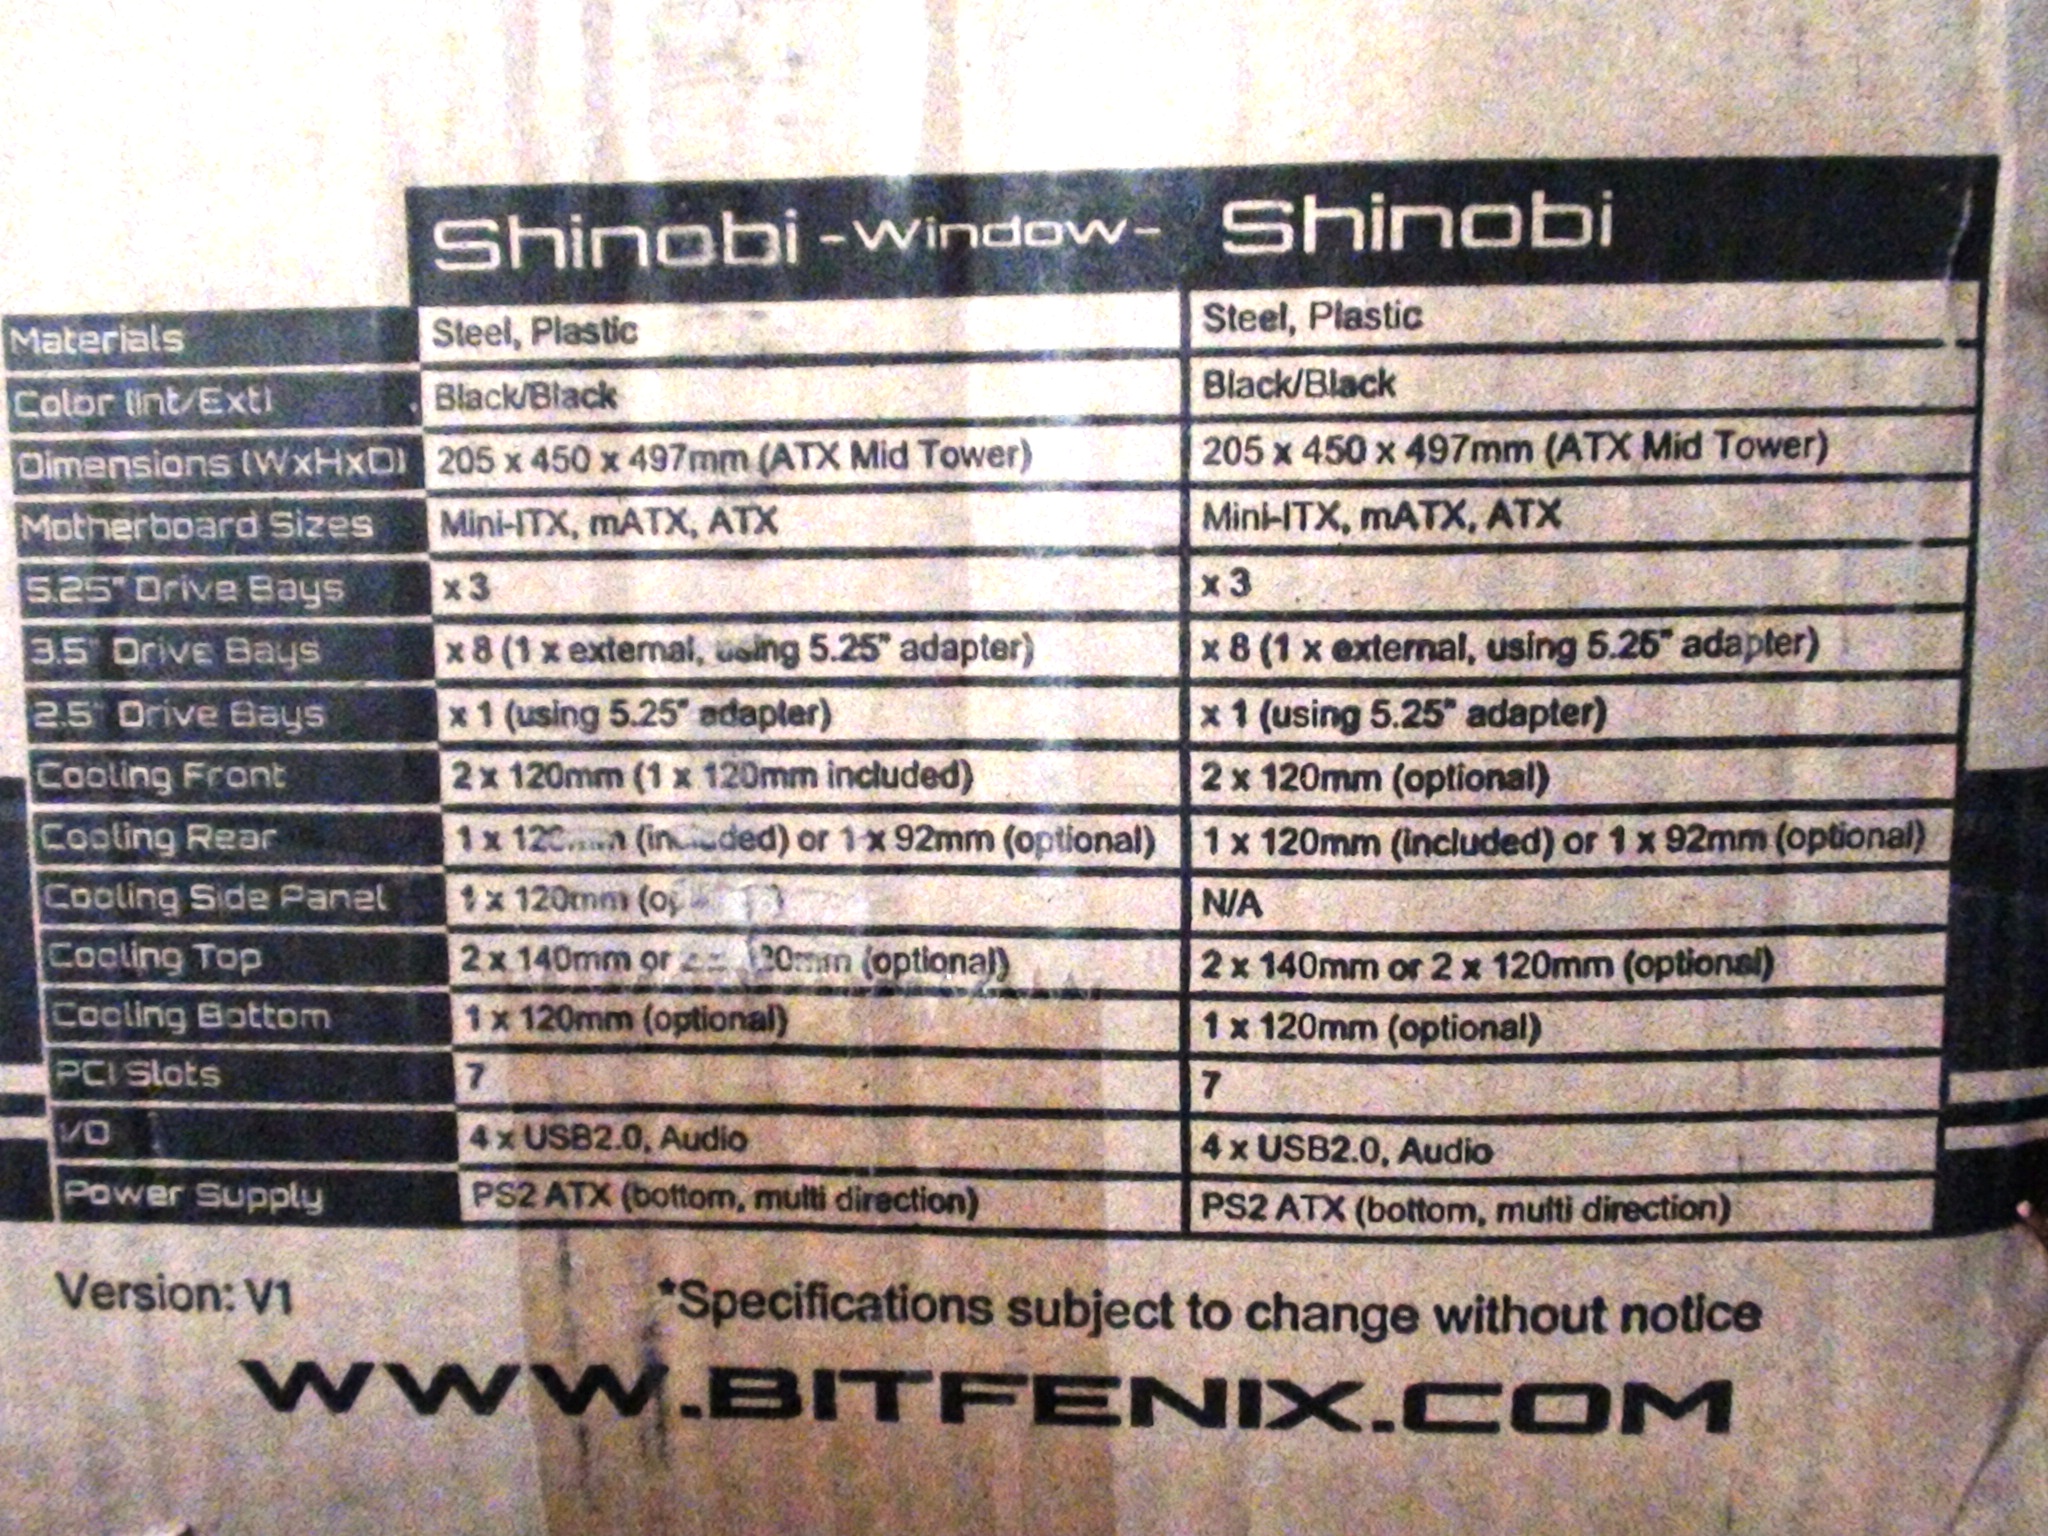 Shinobi -Window- Shinobi
Materials Steel, Plastic Steel, Plastic
Color (Int/Ext) Black/Black Black/Black
Dimensions (WxHxD) 205 x 450 x 497mm (ATX Mid Tower) 205 x 450 x 497mm (ATX Mid Tower)
Motherboard Sizes Mini-ITX, mATX, ATX Mini-ITX, mATX, ATX
5.25" Drive Bays x 3 x 3
3.5" Drive Bays x 8 (1 x external, using 5.25" adapter) x 8 (1 x external, using 5.25" adapter)
2.5" Drive Bays x 1 (using 5.25" adapter) x 1 (using 5.25" adapter)
Cooling Front 2 x 120mm (1 x 120mm included) 2 x 120mm (optional)
Cooling Rear 1 x 120mm (included) or 1 x 92mm (optional) 1 x 120mm (included) or 1 x 92mm (optional)
Cooling Side Panel 1 x 120mm N/A
Cooling Top 2 x 140mm or 2 x 120mm (optional) 2 x 140mm or 2 x 120mm (optional)
Cooling Bottom 1 x 120mm (optional) 1 x 120mm (optional)
PCI Slots 7 7
I/O 4 x USB2.0, Audio 4 x USB2.0, Audio
Power Supply PS2 ATX (bottom, multi direction) PS2 ATX (bottom, multi direction)
Version: V1 *Specifications subject to change without notice
WWW.BITFENIX.COM